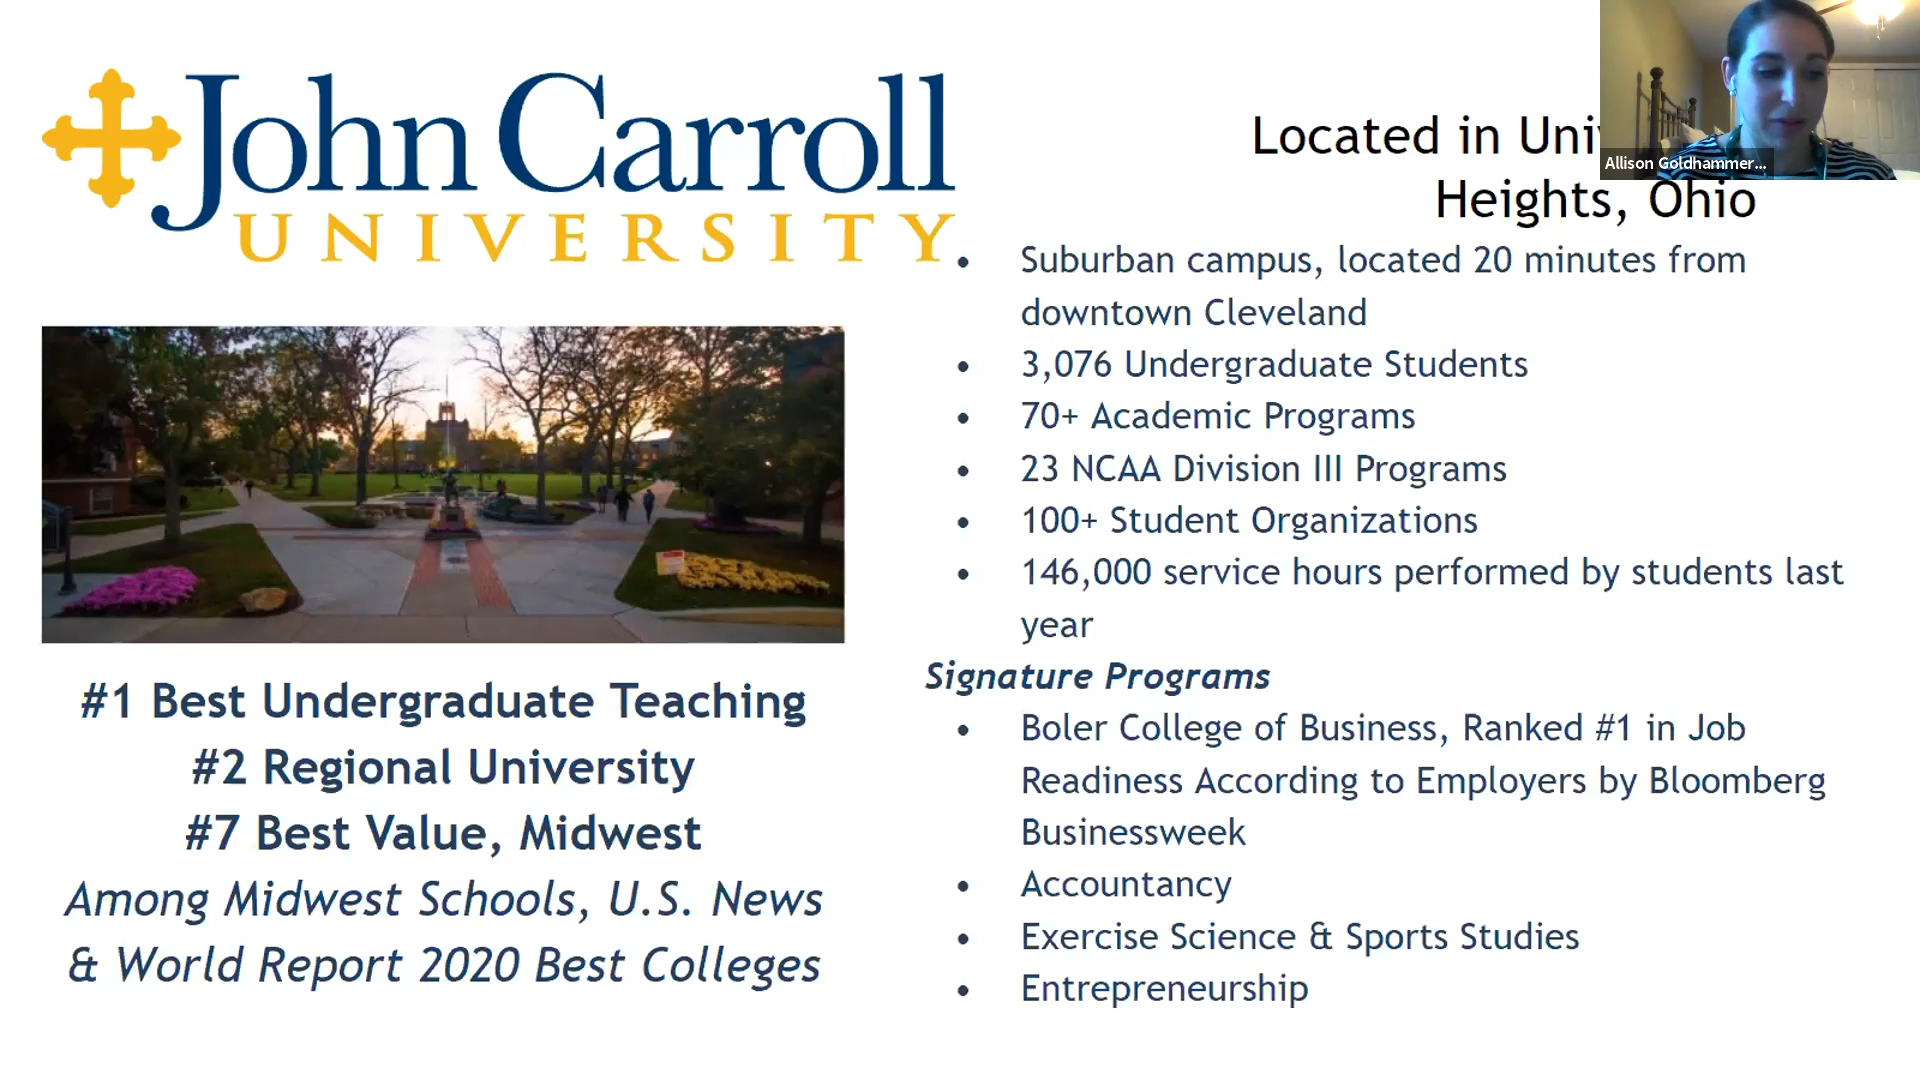 John Carroll
UNIVERSITY
#1 Best Undergraduate Teaching
#2 Regional University
#7 Best Value, Midwest
Among Midwest Schools, U.S. News
& World Report 2020 Best Colleges
Located in
Heights, Ohio
Allison Goldhammer...
• Suburban campus, located 20 minutes from
downtown Cleveland
• 3,076 Undergraduate Students
• 70+ Academic Programs
• 23 NCAA Division III Programs
• 100+ Student Organizations
• 146,000 service hours performed by students last
year
Signature Programs
• Boler College of Business, Ranked #1 in Job
Readiness According to Employers by Bloomberg
Businessweek
• Accountancy
• Exercise Science & Sports Studies
• Entrepreneurship